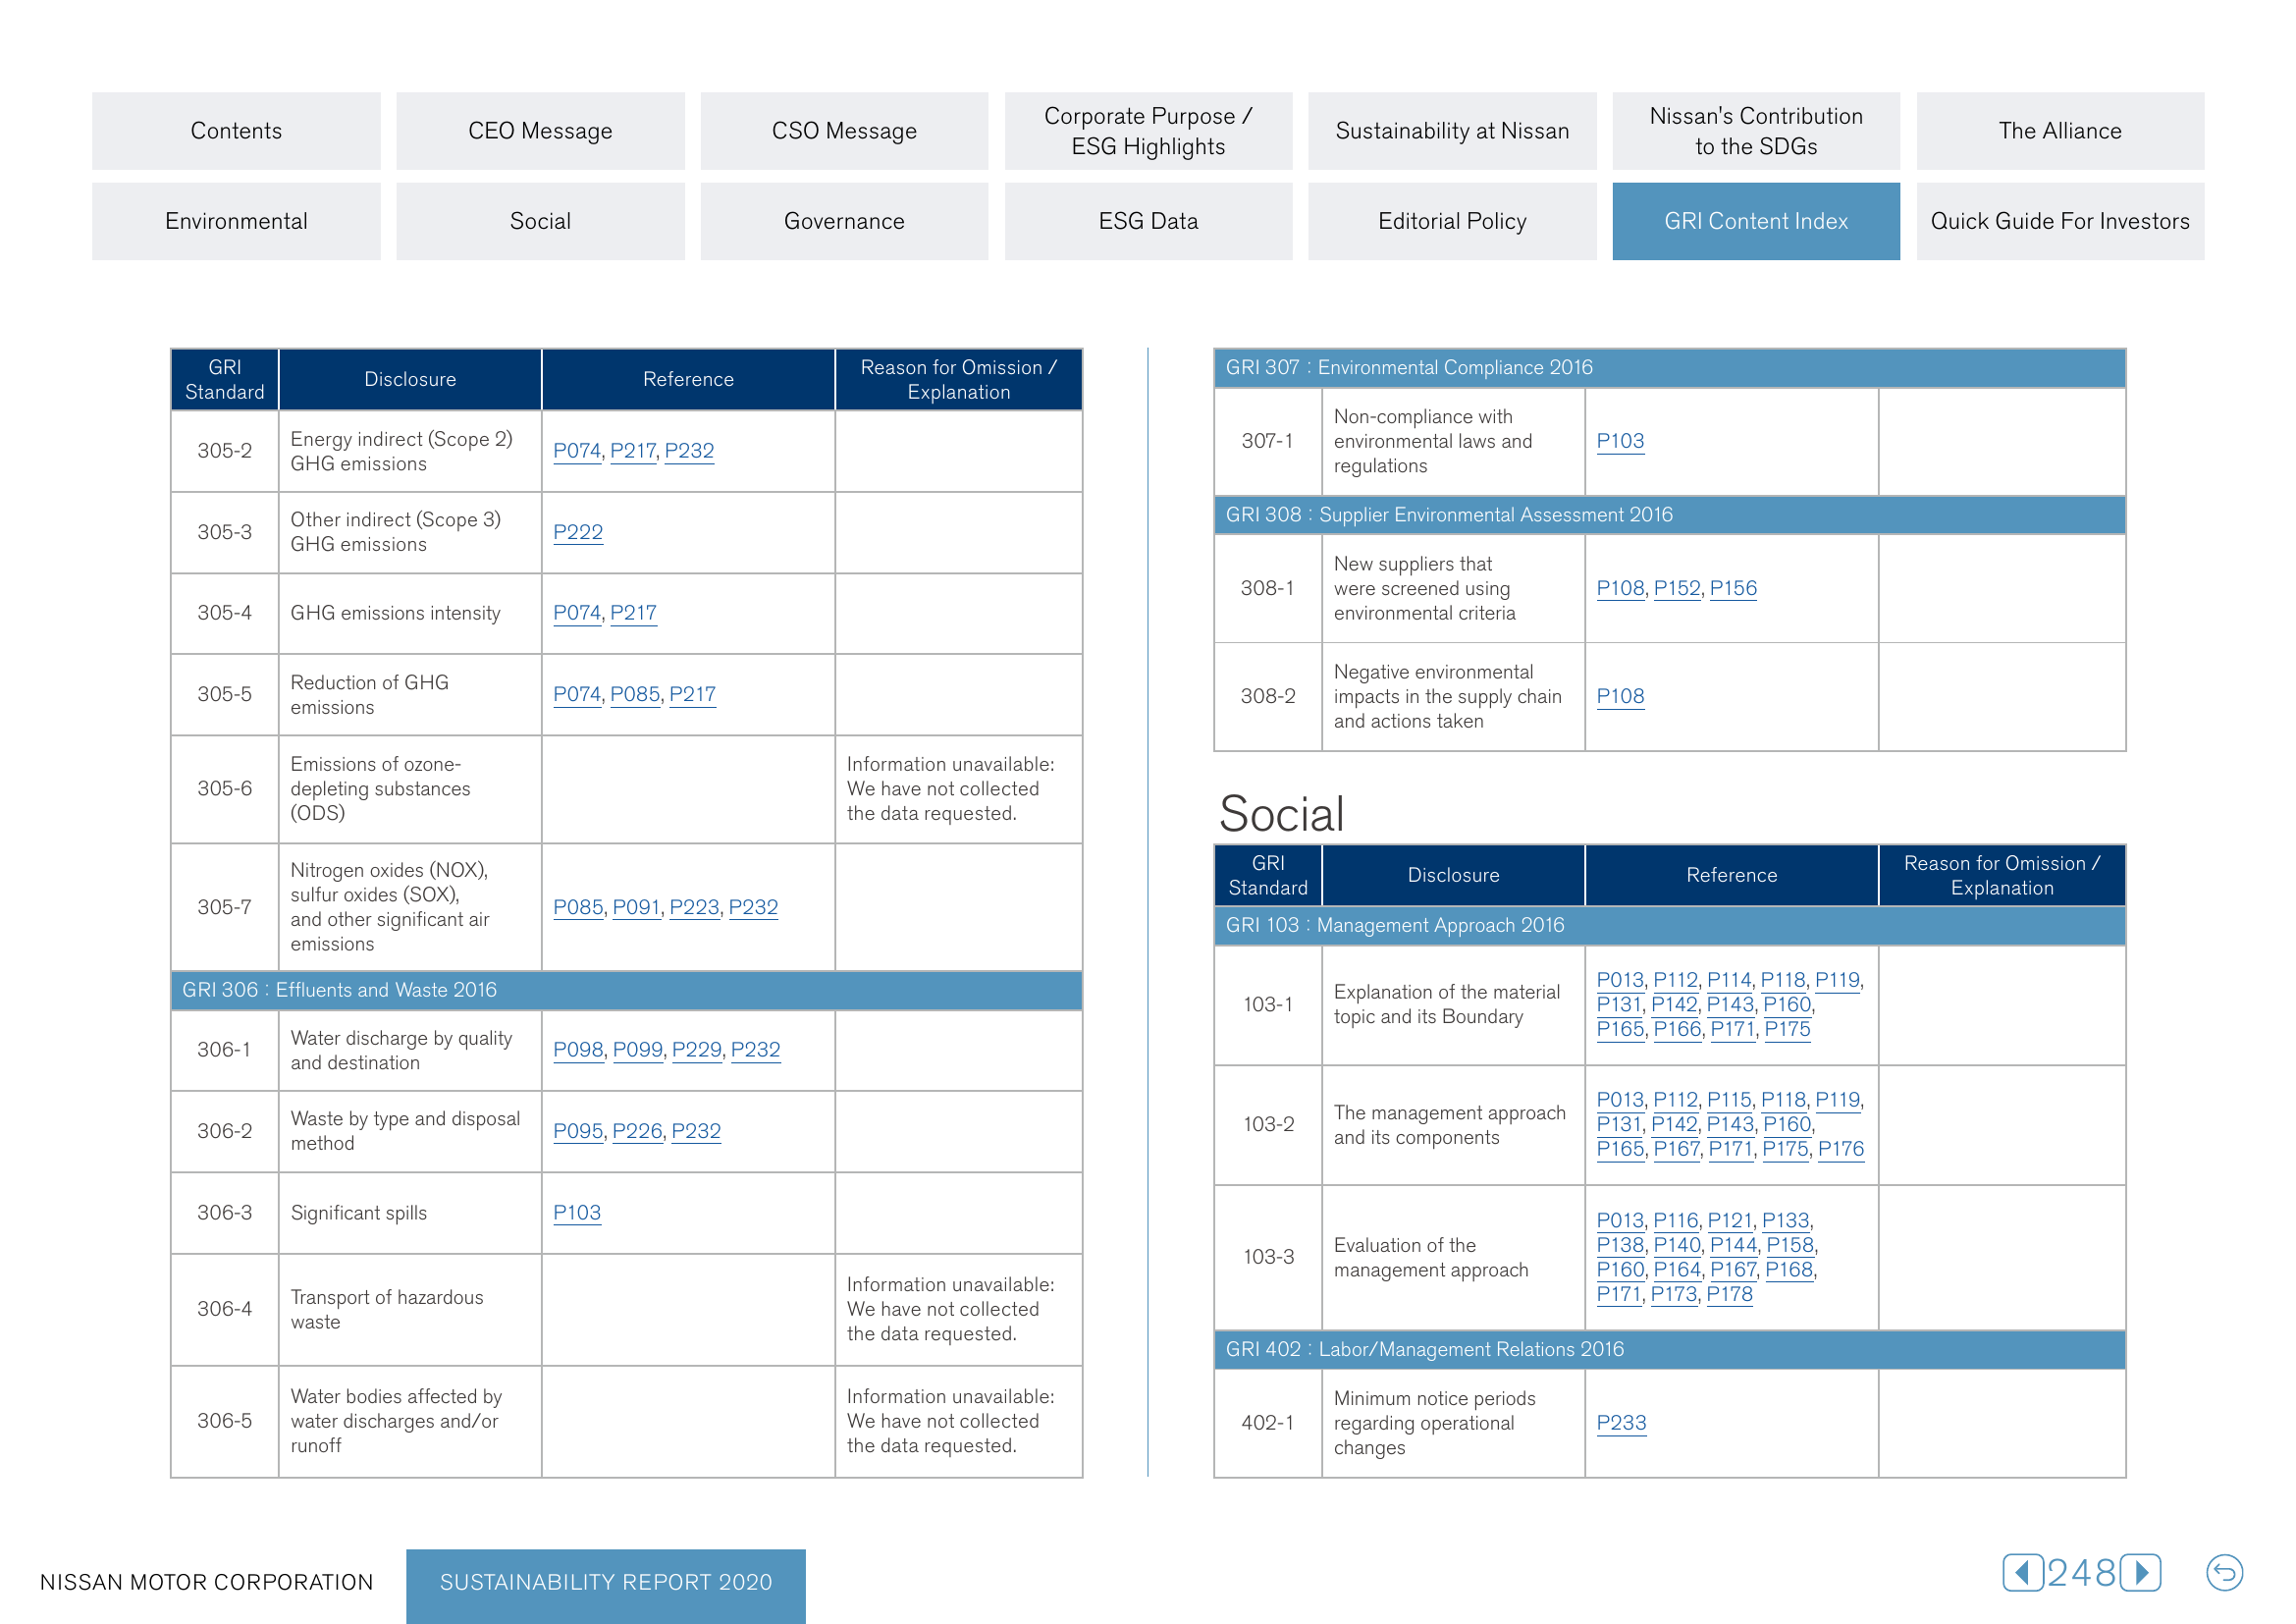 Contents
CEO Message
CSO Message
Corporate Purpose /
ESG Highlights
Sustainability at Nissan
Nissan's Contribution
to the SDGs
The Alliance
Environmental
Social
Governance
ESG Data
Editorial Policy
GRI Content Index
Quick Guide For Investors
GRI
Standard
Disclosure
Reference
Reason for Omission /
Explanation
305-2
Energy indirect (Scope 2)
GHG emissions
P074, P217, P232
305-3
Other indirect (Scope 3)
GHG emissions
P222
305-4
GHG emissions intensity
P074, P217
305-5
Reduction of GHG
emissions
P074, P085, P217
305-6
Emissions of ozone-
depleting substances
(ODS)
Information unavailable:
We have not collected
the data requested.
305-7
Nitrogen oxides (NOX),
sulfur oxides (SOX),
and other significant air
emissions
P085, P091, P223, P232
GRI 306 : Effluents and Waste 2016
306-1
Water discharge by quality
and destination
P098, P099, P229, P232
306-2
Waste by type and disposal
method
P095, P226, P232
306-3
Significant spills
P103
306-4
Transport of hazardous
waste
Information unavailable:
We have not collected
the data requested.
306-5
Water bodies affected by
water discharges and/or
runoff
Information unavailable:
We have not collected
the data requested.
GRI 307 : Environmental Compliance 2016
307-1
Non-compliance with
environmental laws and
regulations
P103
GRI 308 : Supplier Environmental Assessment 2016
308-1
New suppliers that
were screened using
environmental criteria
P108, P152, P156
308-2
Negative environmental
impacts in the supply chain
and actions taken
P108
Social
GRI
Standard
Disclosure
Reference
Reason for Omission /
Explanation
GRI 103 : Management Approach 2016
103-1
Explanation of the material
topic and its Boundary
P013, P112, P114, P118, P119,
P131, P142, P143, P160,
P165, P166, P171, P175
103-2
The management approach
and its components
P013, P112, P115, P118, P119,
P131, P142, P143, P160,
P165, P167, P171, P175, P176
103-3
Evaluation of the
management approach
P013, P116, P121, P133,
P138, P140, P144, P158,
P160, P164, P167, P168,
P171, P173, P178
GRI 402 : Labor/Management Relations 2016
402-1
Minimum notice periods
regarding operational
changes
P233
NISSAN MOTOR CORPORATION
SUSTAINABILITY REPORT 2020
248